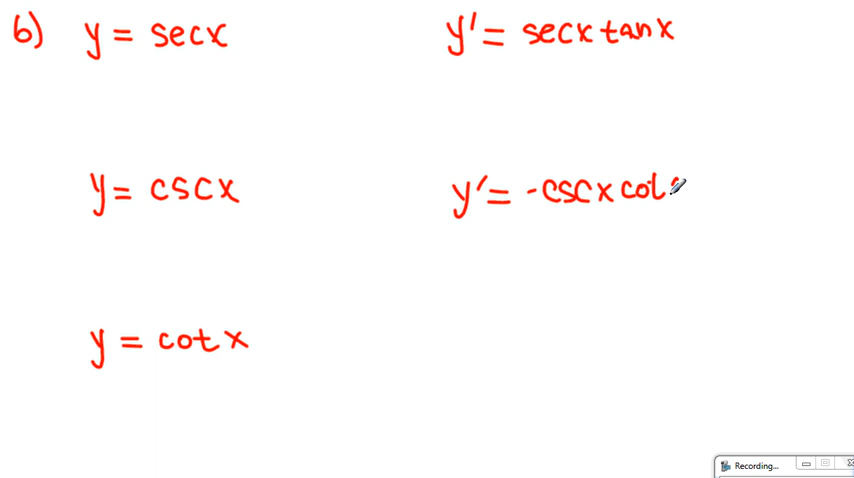 6) y = secx y' = secx tanx
y = cscx y' = -cscx cot
y = cotx
Recording...